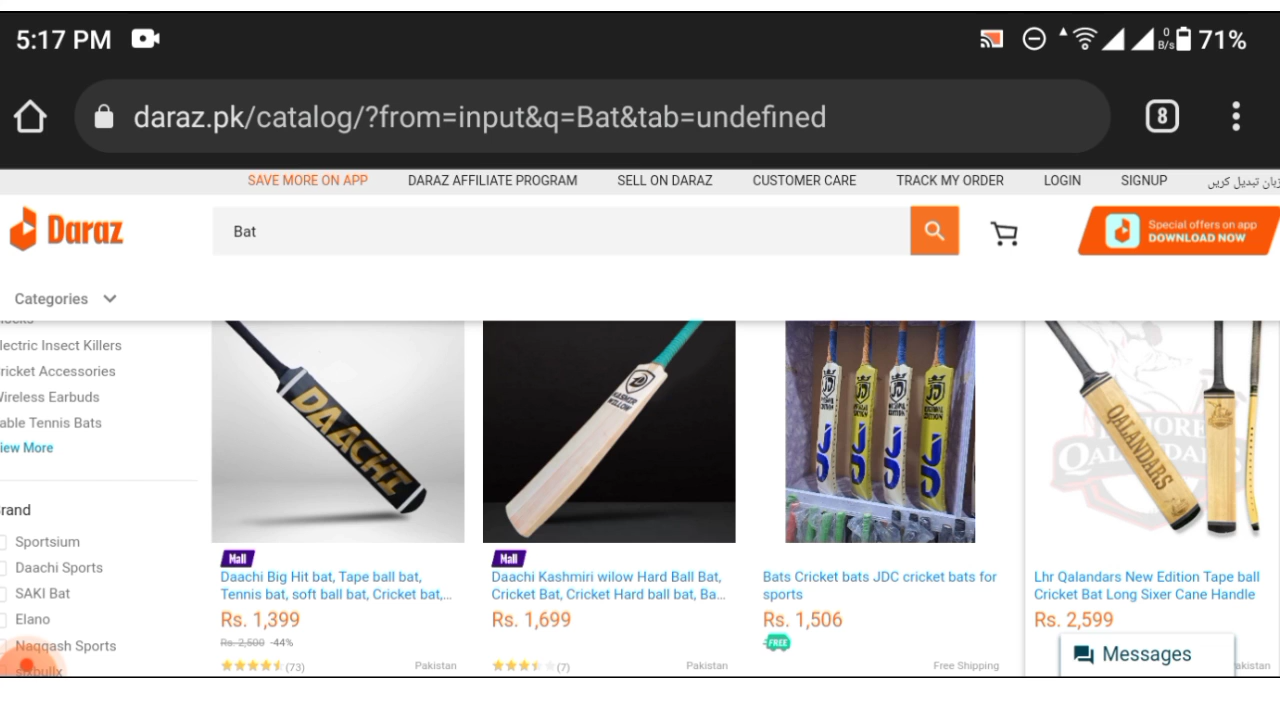 5:17 PM
0
B/s
71%
daraz.pk/catalog/?from=input&q=Bat&tab=undefined
8
SAVE MORE ON APP DARAZ AFFILIATE PROGRAM SELL ON DARAZ CUSTOMER CARE TRACK MY ORDER LOGIN SIGNUP زبان تبدیل کریں
Daraz
Bat
Special offers on app
DOWNLOAD NOW
Categories
lectric Insect Killers
ricket Accessories
Wireless Earbuds
able Tennis Bats
iew More
rand
Sportsium
Daachi Sports
SAKI Bat
Elano
Naqqash Sports
DAACHI
Mall
Daachi Big Hit bat, Tape ball bat,
Tennis bat, soft ball bat, Cricket bat,...
Rs. 1,399
Rs. 2,500 -44%
(73) Pakistan
Mall
Daachi Kashmiri wilow Hard Ball Bat,
Cricket Bat, Cricket Hard ball bat, Ba...
Rs. 1,699
(7) Pakistan
JD JD JD JD
Bats Cricket bats JDC cricket bats for
sports
Rs. 1,506
FREE
Free Shipping
QALANDARS
Lhr Qalandars New Edition Tape ball
Cricket Bat Long Sixer Cane Handle
Rs. 2,599
akistan
Messages